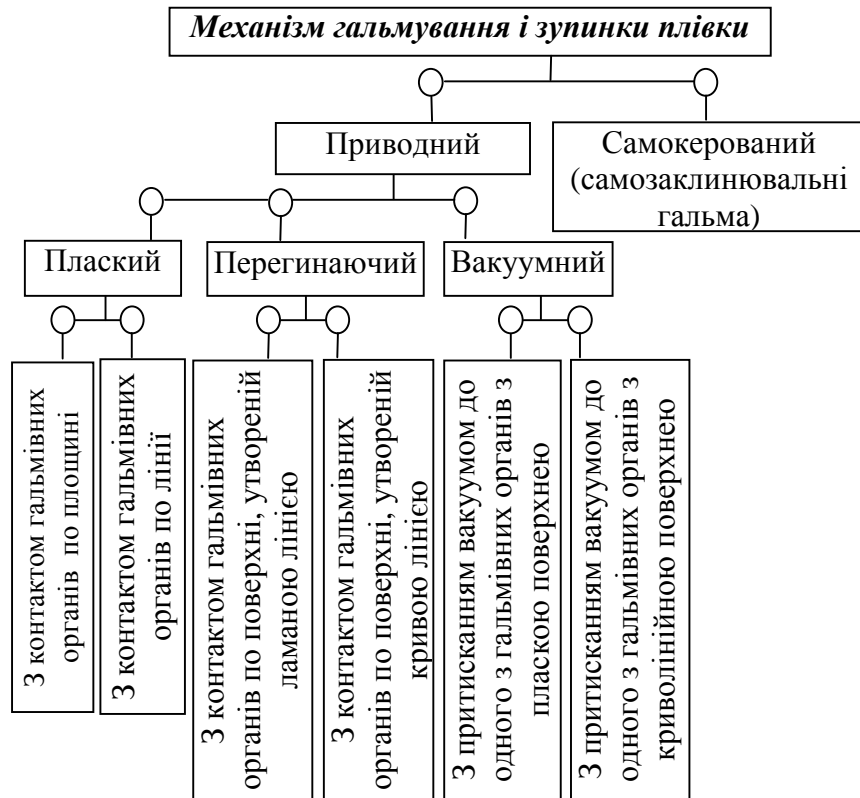 Механізм гальмування і зупинки плівки
Приводний
Самокерований
(самозаклинювальні
гальма)
Плаский
Перегинаючий
Вакуумний
З контактом гальмівних
органів по площині
З контактом гальмівних
органів по лінії
З контактом гальмівних
органів по поверхні, утвореній
ламаною лінією
З контактом гальмівних
органів по поверхні, утвореній
кривою лінією
З притисканням вакуумом до
одного з гальмівних органів з
пласкою поверхнею
З притисканням вакуумом до
одного з гальмівних органів з
криволінійною поверхнею